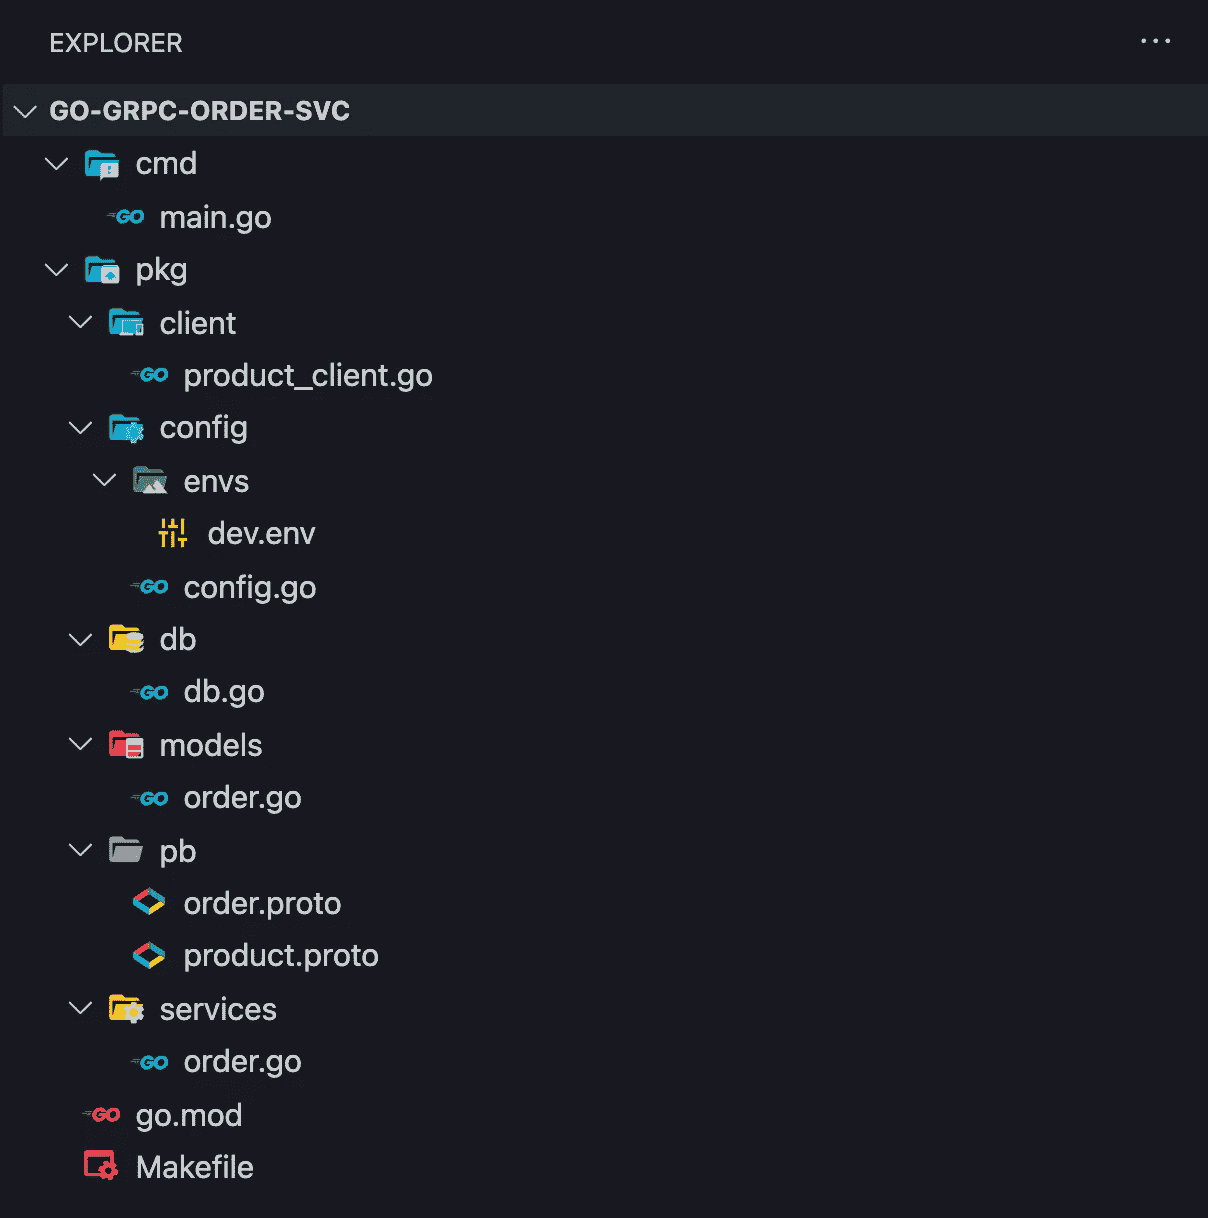 EXPLORER
GO-GRPC-ORDER-SVC
cmd
main.go
pkg
client
product_client.go
config
envs
dev.env
config.go
db
db.go
models
order.go
pb
order.proto
product.proto
services
order.go
go.mod
Makefile